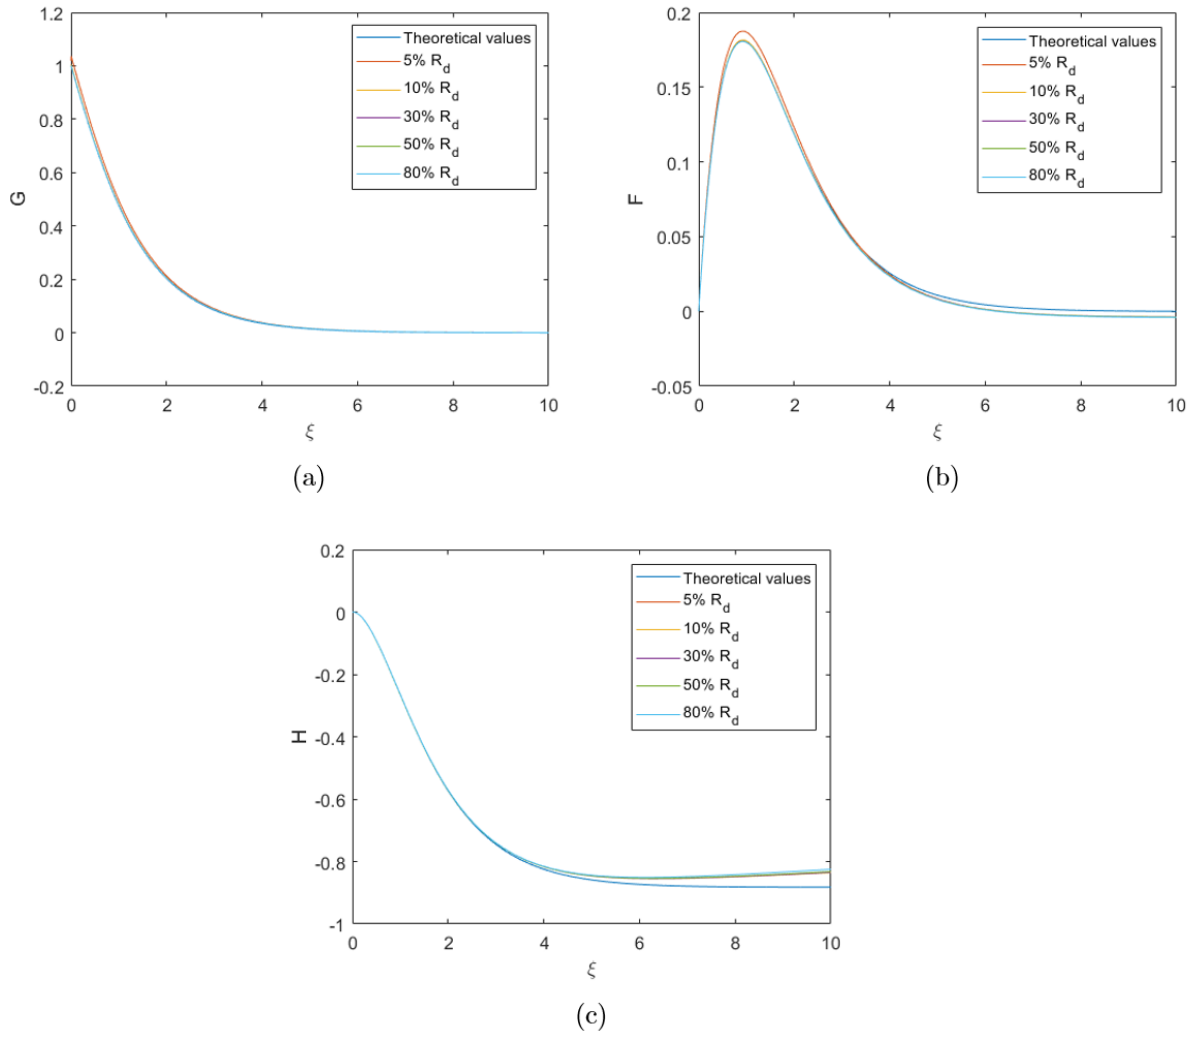 1.2
1
0.8
0.6
0.4
0.2
0
-0.2
G
0 2 4 6 8 10
ξ
Theoretical values
5% R_d
10% R_d
30% R_d
50% R_d
80% R_d
(a)
0.2
0.15
0.1
0.05
0
-0.05
F
0 2 4 6 8 10
ξ
Theoretical values
5% R_d
10% R_d
30% R_d
50% R_d
80% R_d
(b)
0.2
0
-0.2
-0.4
-0.6
-0.8
-1
H
0 2 4 6 8 10
ξ
Theoretical values
5% R_d
10% R_d
30% R_d
50% R_d
80% R_d
(c)